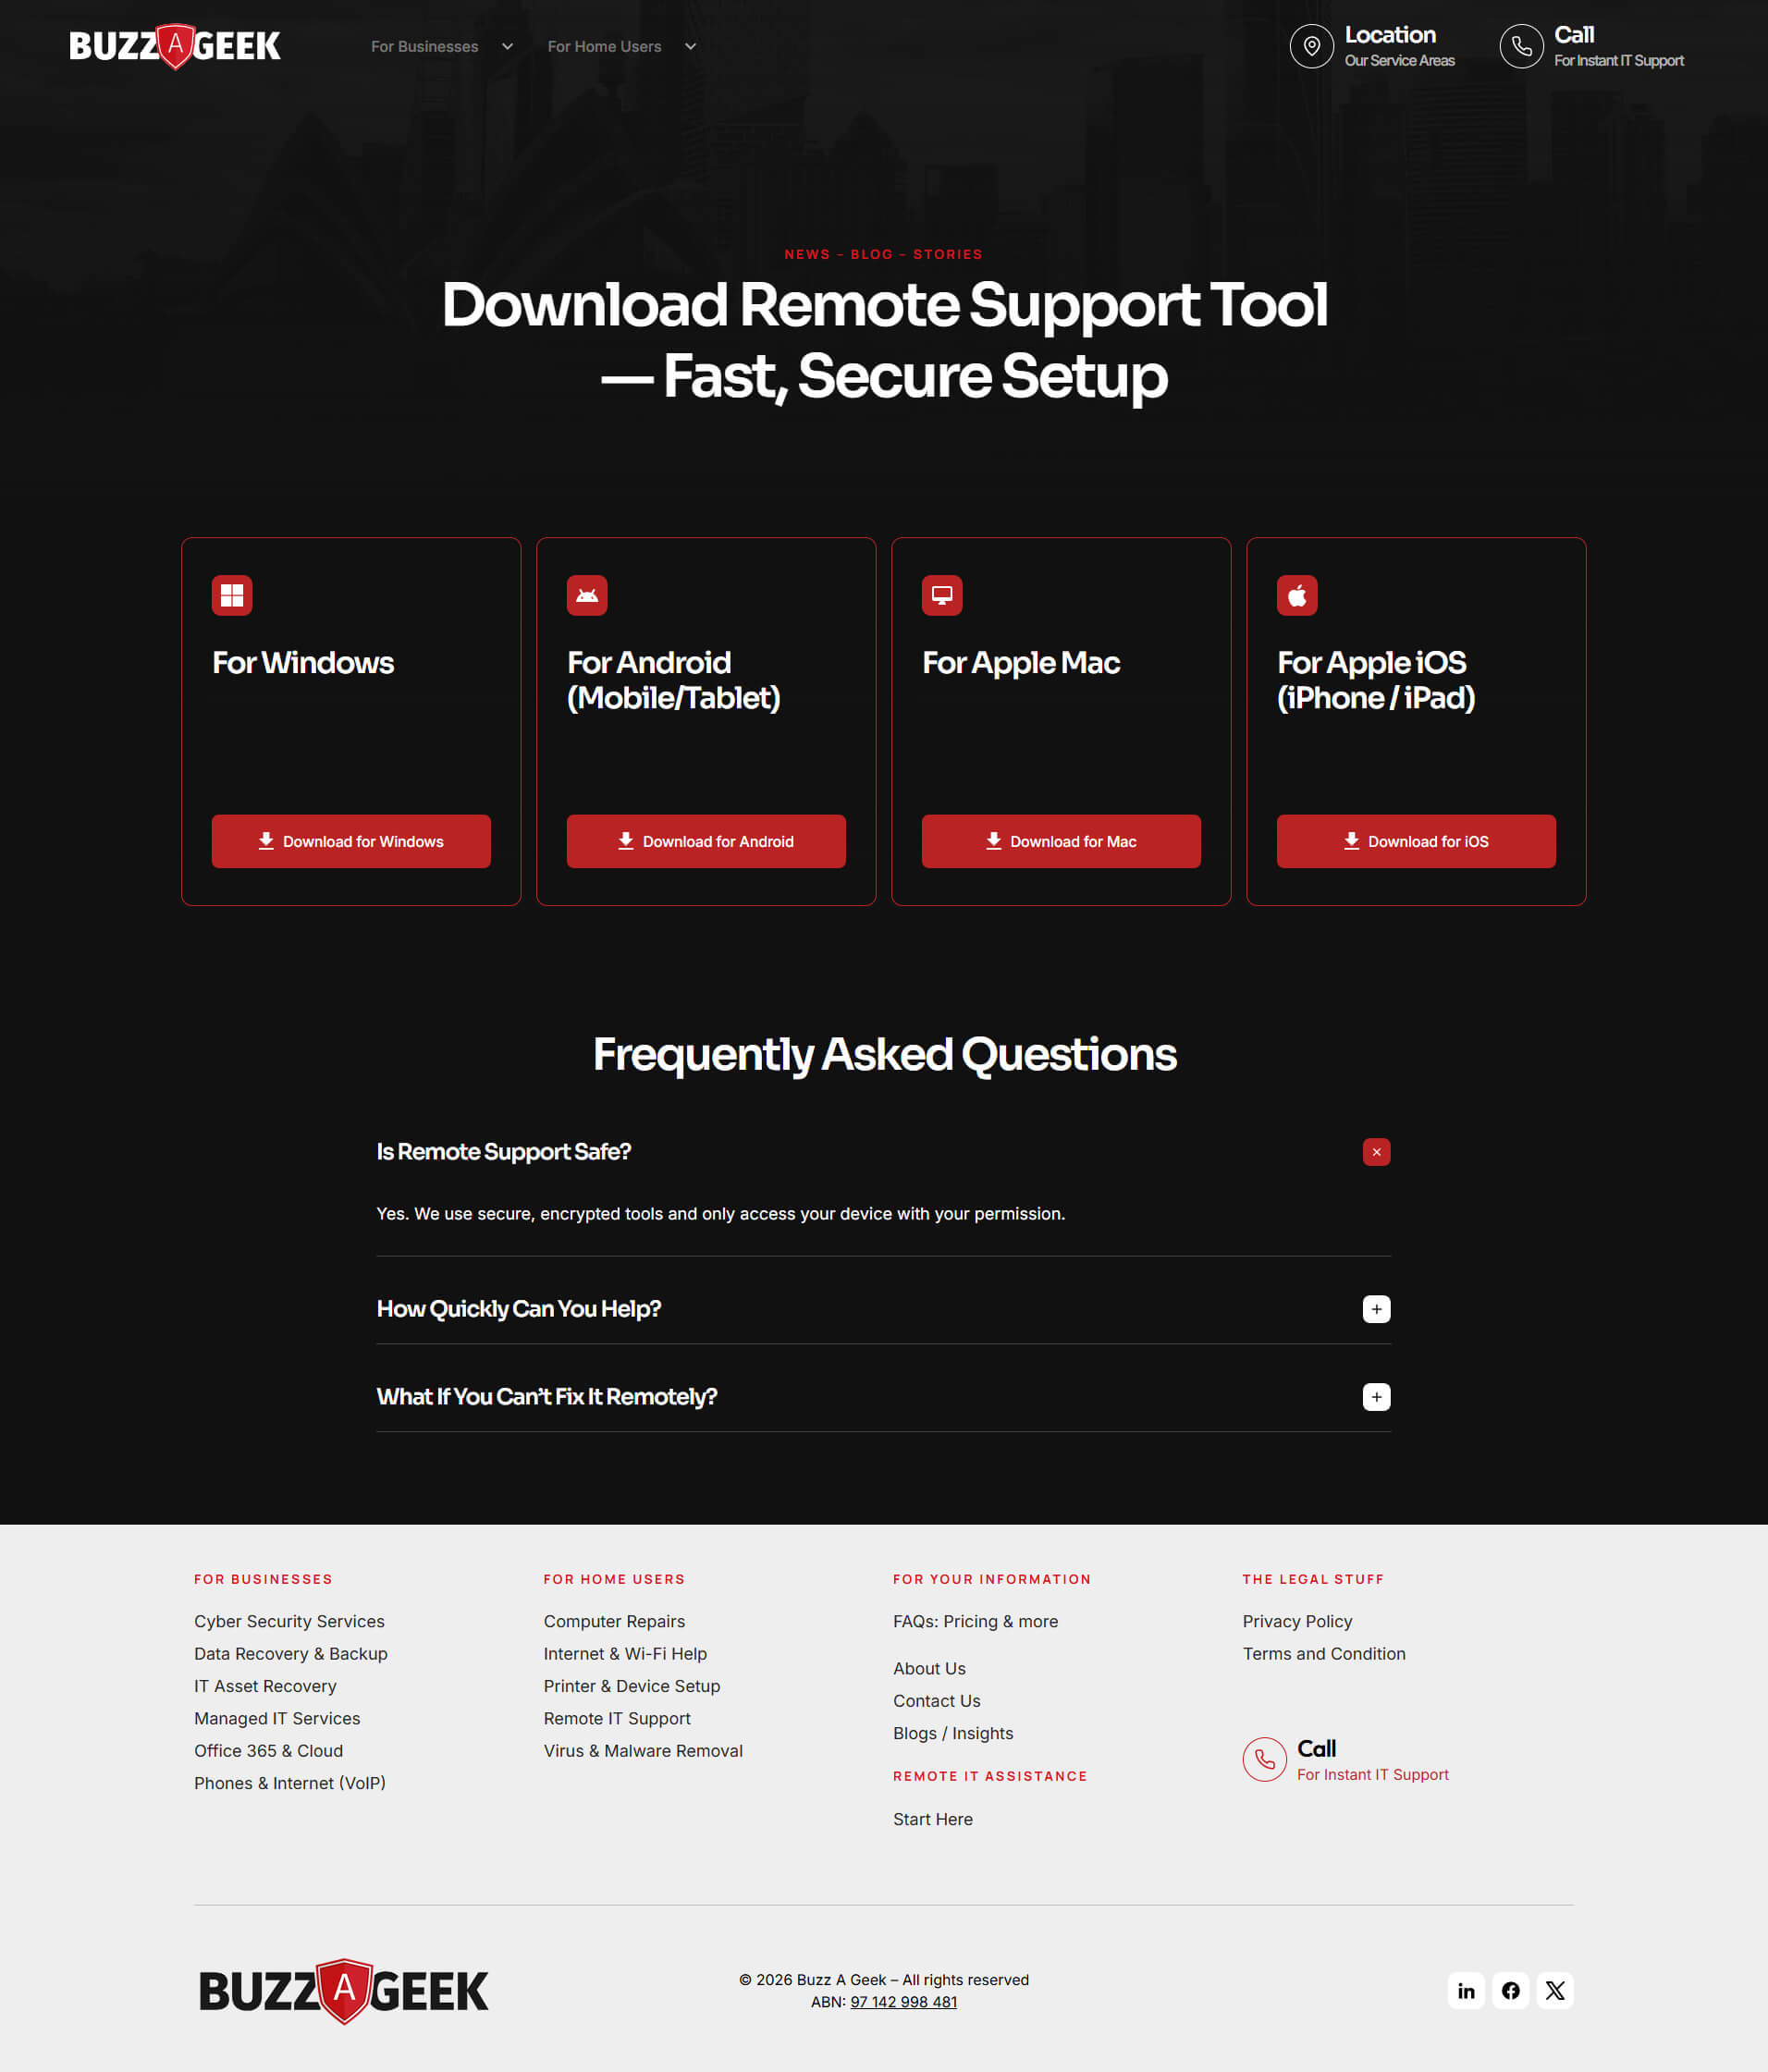 BUZZ A GEEK
For Businesses
For Home Users
Location
Our Service Areas
Call
For Instant IT Support
NEWS – BLOG – STORIES
Download Remote Support Tool
— Fast, Secure Setup
For Windows
Download for Windows
For Android
(Mobile/Tablet)
Download for Android
For Apple Mac
Download for Mac
For Apple iOS
(iPhone / iPad)
Download for iOS
Frequently Asked Questions
Is Remote Support Safe?
Yes. We use secure, encrypted tools and only access your device with your permission.
How Quickly Can You Help?
What If You Can’t Fix It Remotely?
FOR BUSINESSES
Cyber Security Services
Data Recovery & Backup
IT Asset Recovery
Managed IT Services
Office 365 & Cloud
Phones & Internet (VoIP)
FOR HOME USERS
Computer Repairs
Internet & Wi-Fi Help
Printer & Device Setup
Remote IT Support
Virus & Malware Removal
FOR YOUR INFORMATION
FAQs: Pricing & more
About Us
Contact Us
Blogs / Insights
REMOTE IT ASSISTANCE
Start Here
THE LEGAL STUFF
Privacy Policy
Terms and Condition
Call
For Instant IT Support
BUZZ A GEEK
© 2026 Buzz A Geek – All rights reserved
ABN: 97 142 998 481